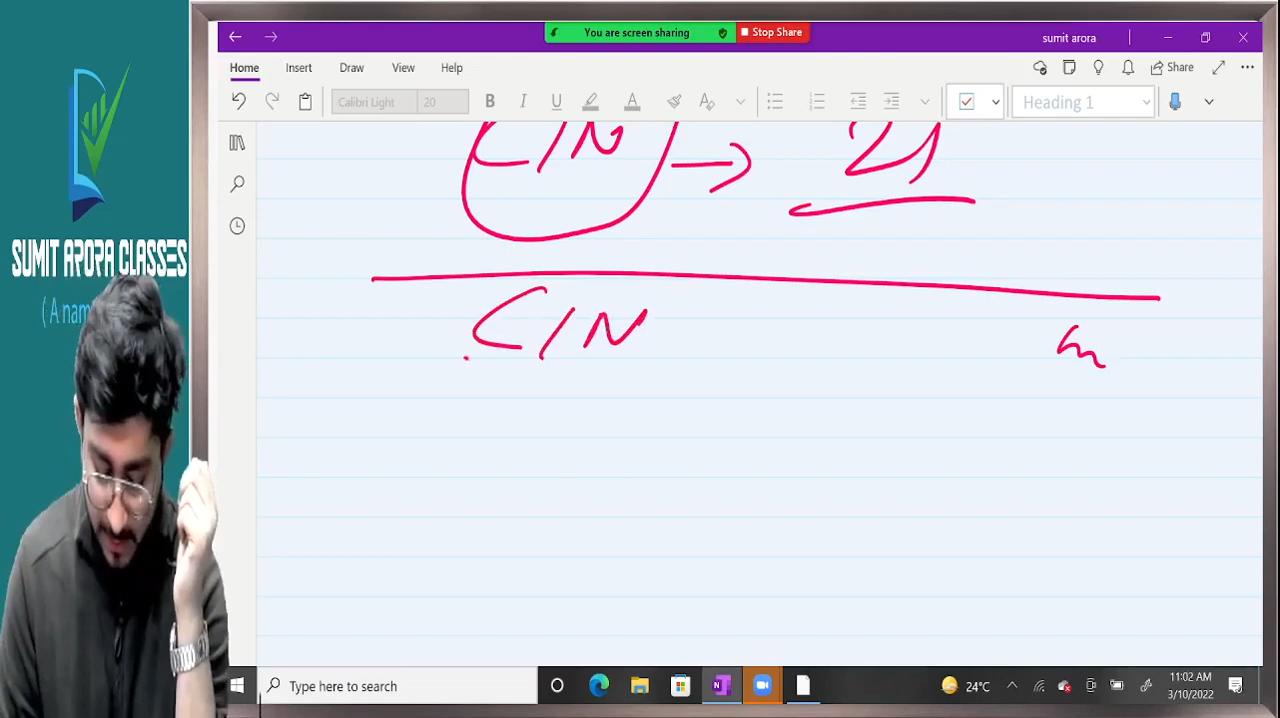 You are screen sharing Stop Share
sumit arora
Home Insert Draw View Help
Share
Calibri Light 20 B I U A Heading 1
CIN → 21
SUMIT ARORA CLASSES
( A nam
CIN
Type here to search
24°C
11:02 AM
3/10/2022